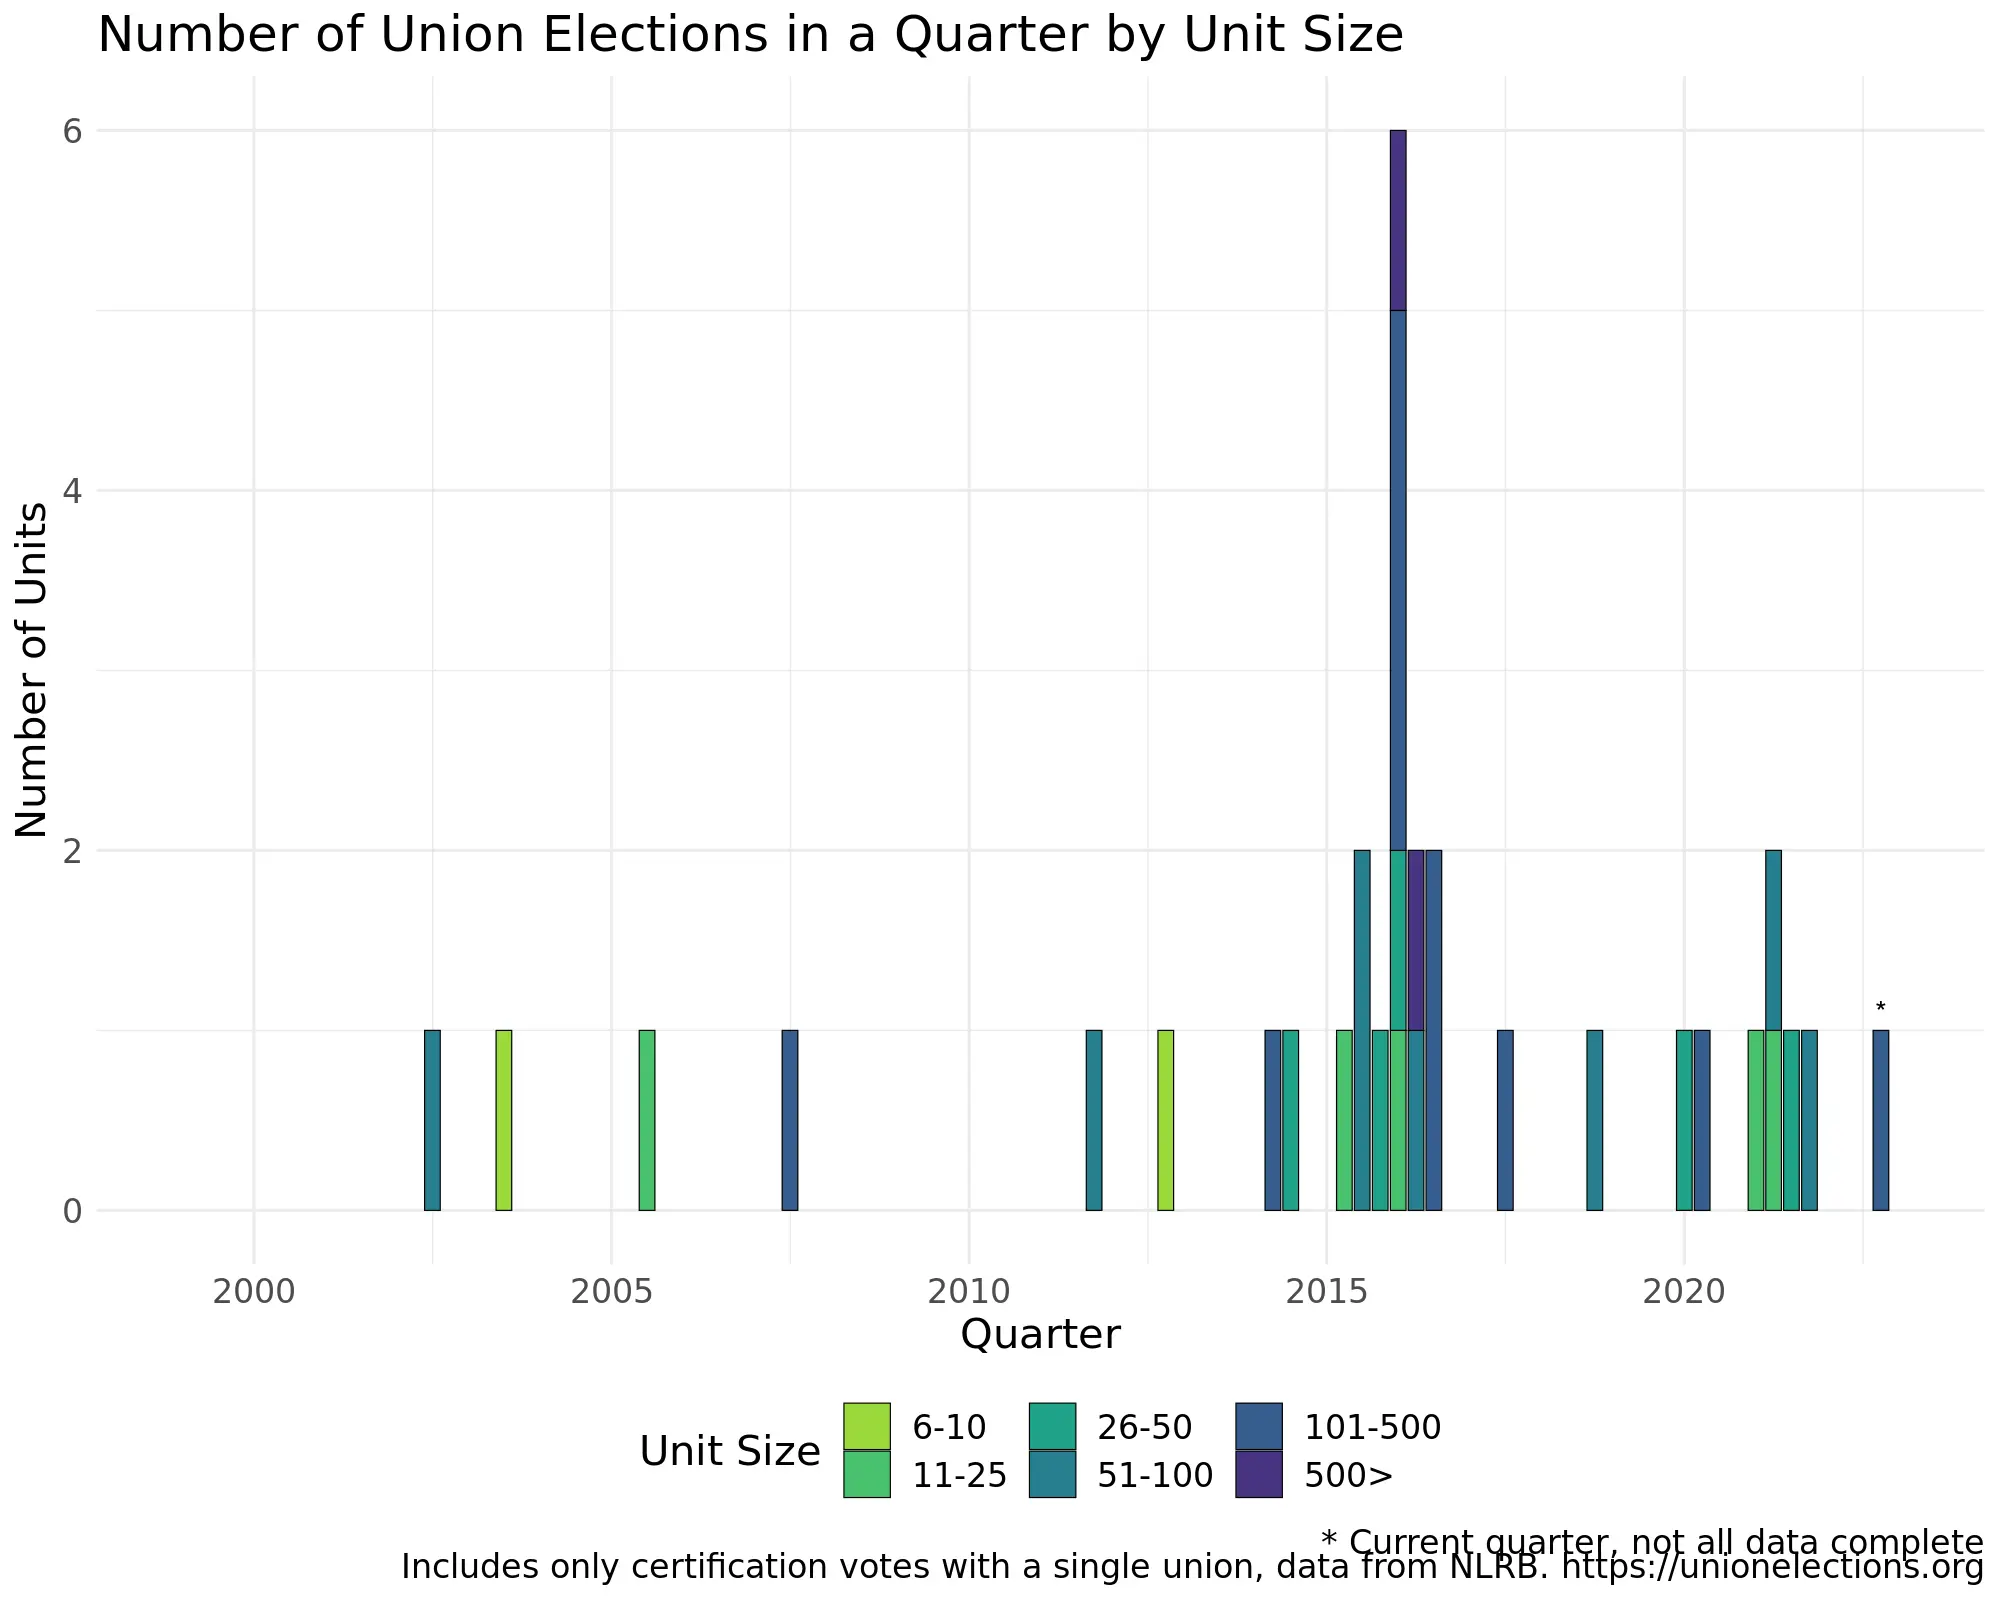 Number of Union Elections in a Quarter by Unit Size
6
4
2
0
Number of Units
*
2000 2005 2010 2015 2020
Quarter
Unit Size
6-10 26-50 101-500
11-25 51-100 500>
* Current quarter, not all data complete
Includes only certification votes with a single union, data from NLRB. https://unionelections.org